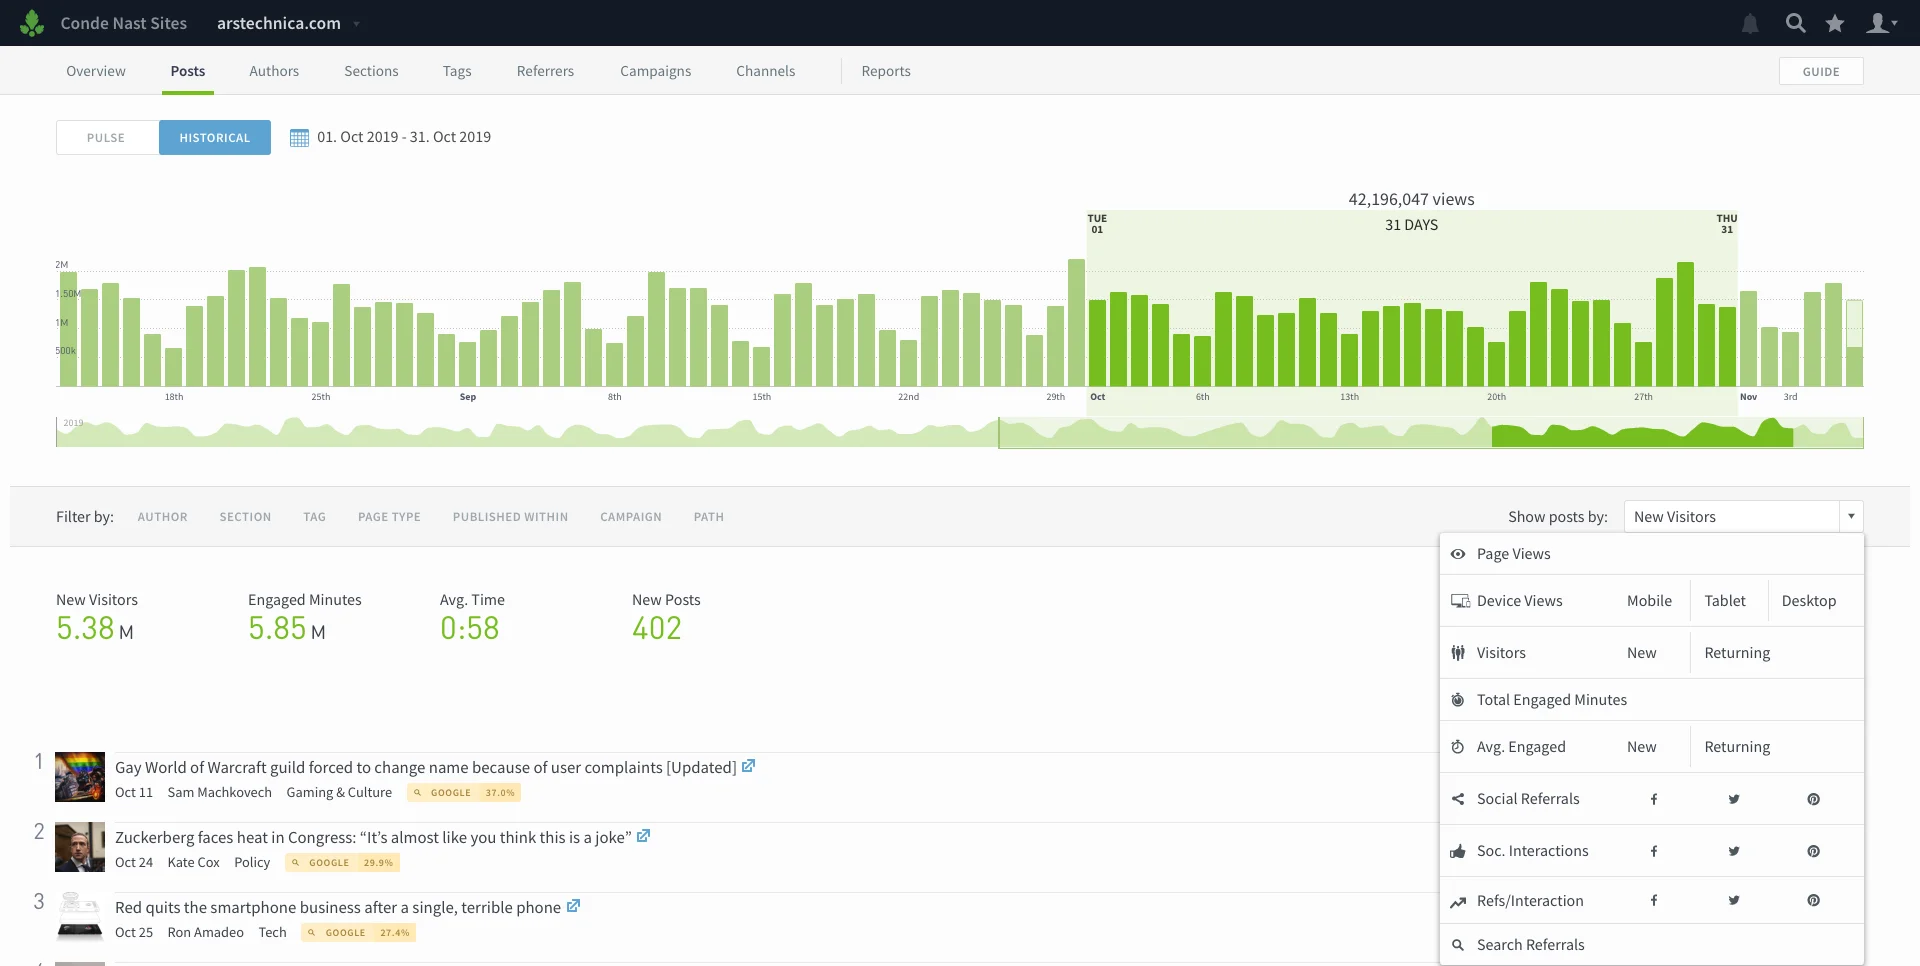 Conde Nast Sites arstechnica.com
Overview Posts Authors Sections Tags Referrers Campaigns Channels Reports GUIDE
PULSE HISTORICAL 01. Oct 2019 - 31. Oct 2019
42,196,047 views
TUE 31 DAYS THU
01 31
2M
1.50M
1M
500k
18th 25th Sep 8th 15th 22nd 29th Oct 6th 13th 20th 27th Nov 3rd
2019
Filter by: AUTHOR SECTION TAG PAGE TYPE PUBLISHED WITHIN CAMPAIGN PATH Show posts by: New Visitors
Page Views
Device Views Mobile Tablet Desktop
Visitors New Returning
Total Engaged Minutes
Avg. Engaged New Returning
Social Referrals
Soc. Interactions
Refs/Interaction
Search Referrals
New Visitors Engaged Minutes Avg. Time New Posts
5.38 M 5.85 M 0:58 402
1 Gay World of Warcraft guild forced to change name because of user complaints [Updated]
Oct 11 Sam Machkovech Gaming & Culture GOOGLE 37.0%
2 Zuckerberg faces heat in Congress: “It’s almost like you think this is a joke”
Oct 24 Kate Cox Policy GOOGLE 29.9%
3 Red quits the smartphone business after a single, terrible phone
Oct 25 Ron Amadeo Tech GOOGLE 27.4%